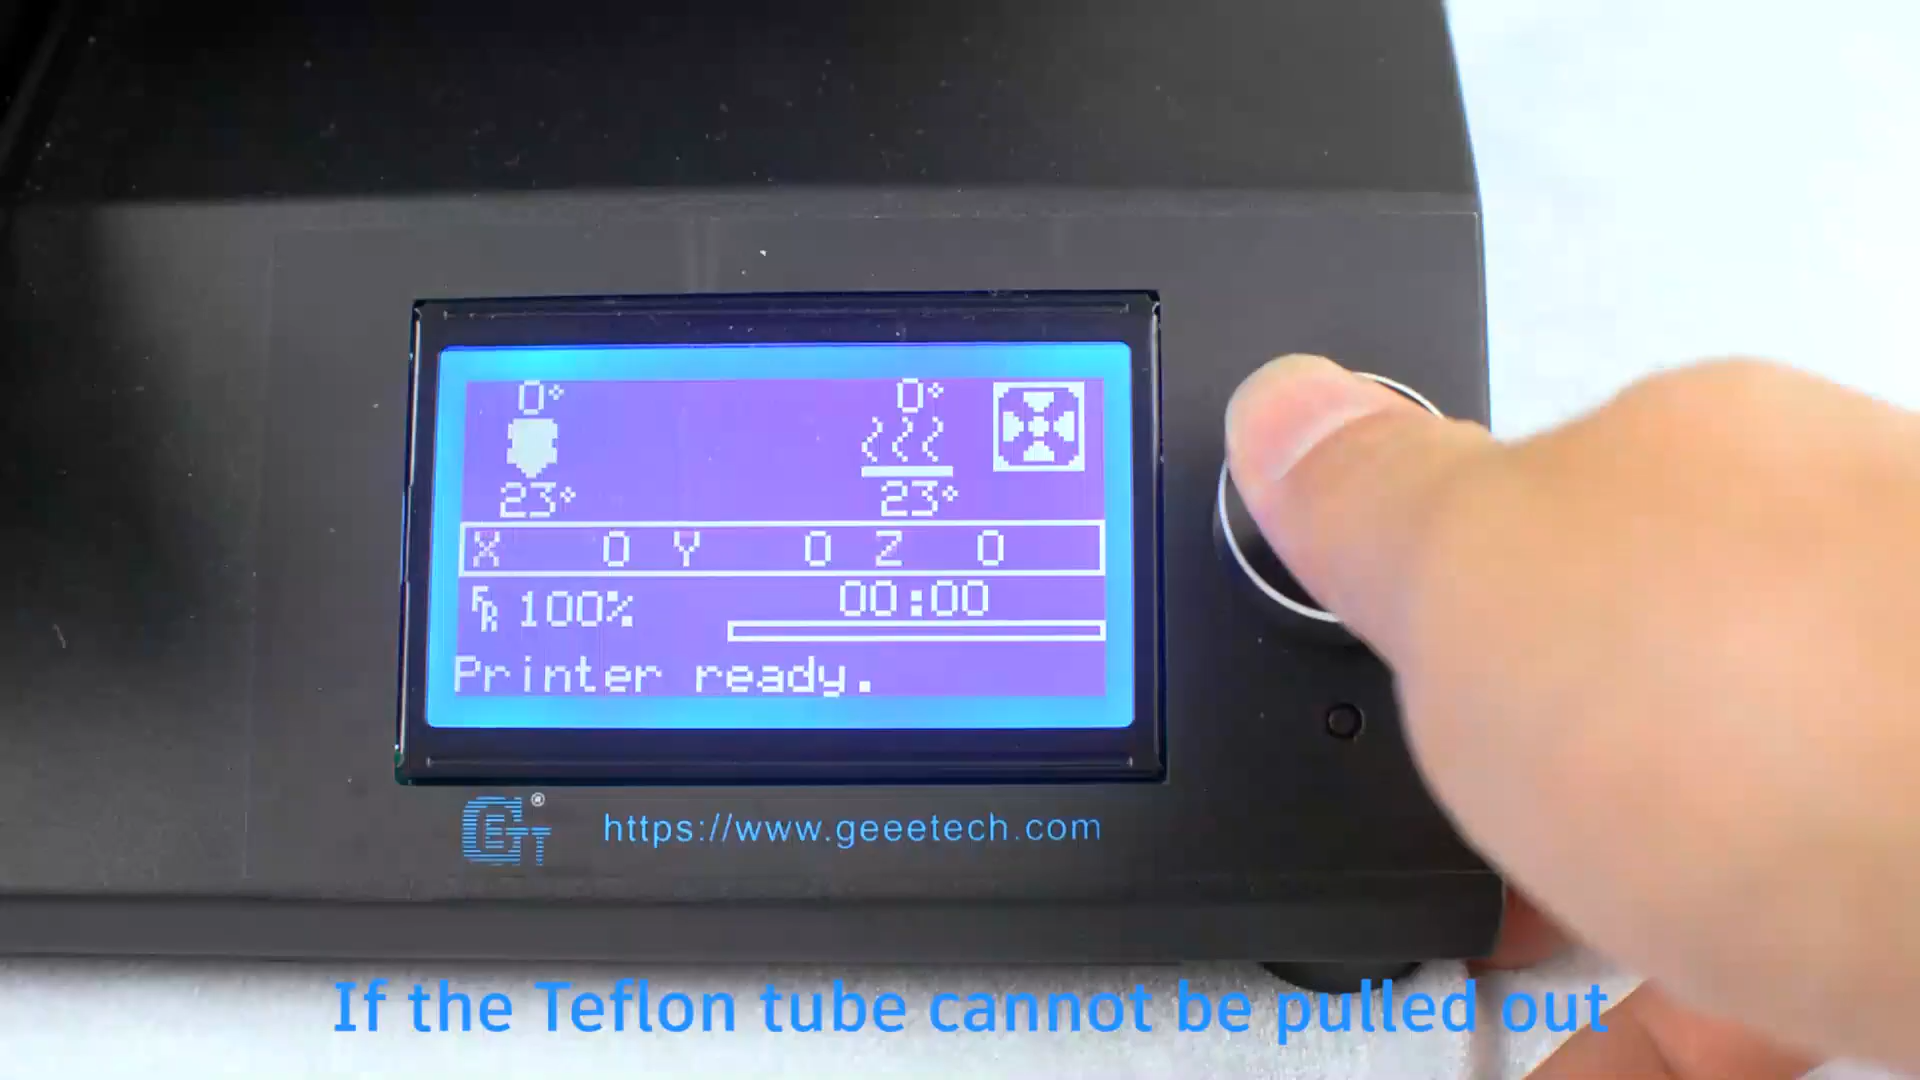 0° 0°
23° 23°
X 0 Y 0 Z 0
FR 100% 00:00
Printer ready.
GET® https://www.geeetech.com
If the Teflon tube cannot be pulled out